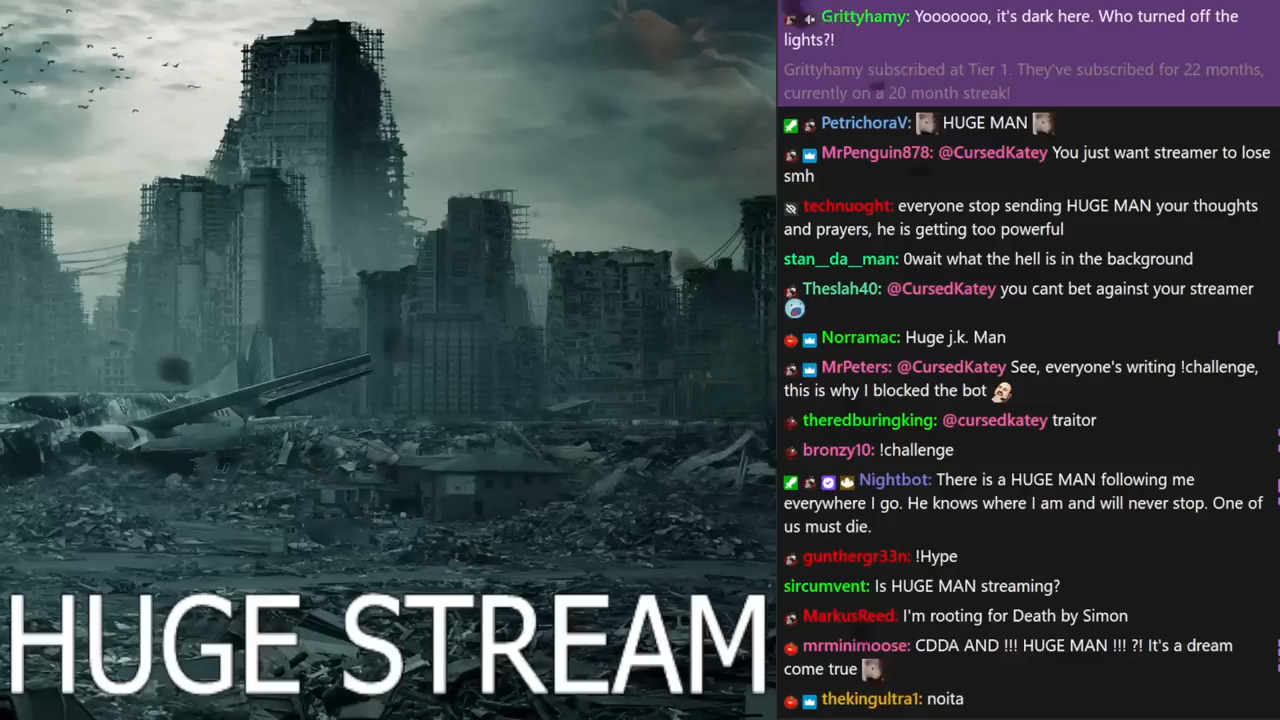 Grittyhamy: Yooooooo, it's dark here. Who turned off the
lights?!
Grittyhamy subscribed at Tier 1. They've subscribed for 22 months,
currently on a 20 month streak!
PetrichoraV: HUGE MAN
MrPenguin878: @CursedKatey You just want streamer to lose
smh
technuoght: everyone stop sending HUGE MAN your thoughts
and prayers, he is getting too powerful
stan__da__man: 0wait what the hell is in the background
Theslah40: @CursedKatey you cant bet against your streamer
Norramac: Huge j.k. Man
MrPeters: @CursedKatey See, everyone's writing !challenge,
this is why I blocked the bot
theredburingking: @cursedkatey traitor
bronzy10: !challenge
Nightbot: There is a HUGE MAN following me
everywhere I go. He knows where I am and will never stop. One of
us must die.
gunthergr33n: !Hype
sircumvent: Is HUGE MAN streaming?
MarkusReed: I'm rooting for Death by Simon
mrminimoose: CDDA AND !!! HUGE MAN !!! ?! It's a dream
come true
thekingultra1: noita
HUGE STREAM